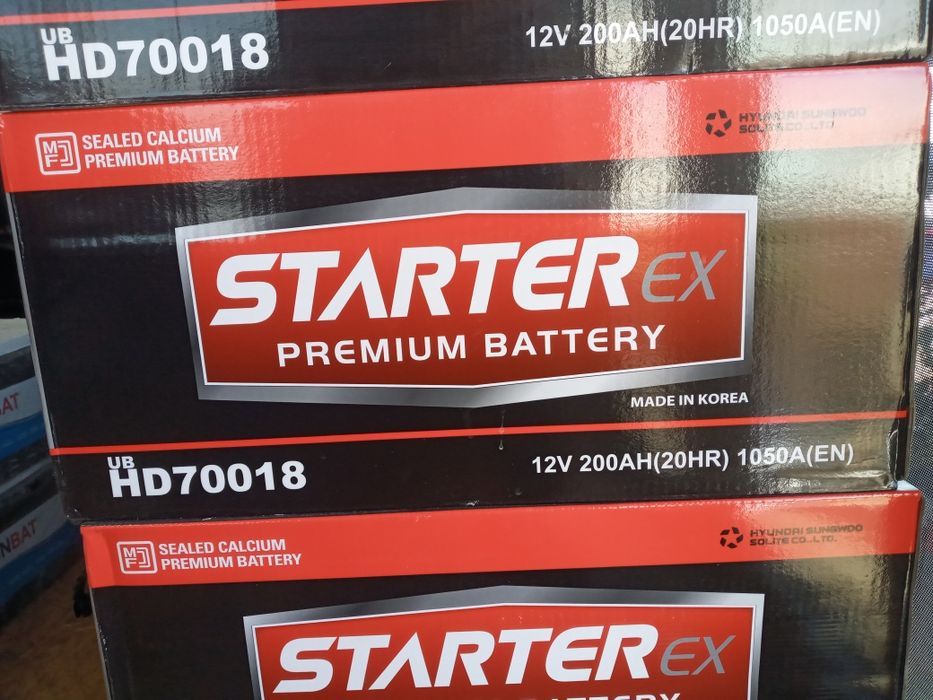 UB
HD70018
12V 200AH(20HR) 1050A(EN)
MF
SEALED CALCIUM
PREMIUM BATTERY
HYUNDAI SUNGWOO
SOLITE CO., LTD
STARTER EX
PREMIUM BATTERY
MADE IN KOREA
UB
HD70018
12V 200AH(20HR) 1050A(EN)
MF
SEALED CALCIUM
PREMIUM BATTERY
HYUNDAI SUNGWOO
SOLITE CO., LTD.
STARTER EX
PREMIUM BATTERY